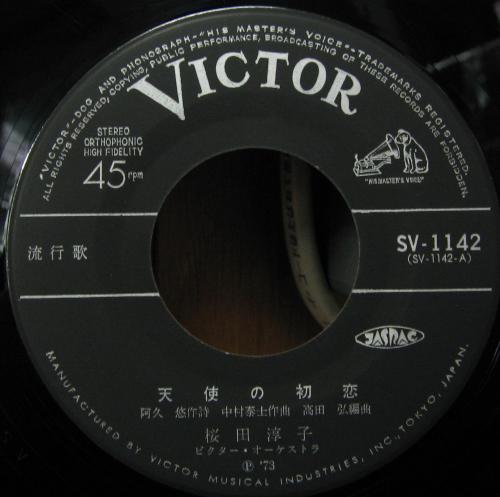 "VICTOR"–DOG AND PHONOGRAPH–"HIS MASTER'S VOICE"–TRADEMARKS REGISTERED.
ALL RIGHTS RESERVED, COPYING, PUBLIC PERFORMANCE, BROADCASTING OF THESE RECORDS ARE FORBIDDEN.
VICTOR
STEREO
ORTHOPHONIC
HIGH FIDELITY
45 rpm
"HIS MASTER'S VOICE"
流行歌
SV-1142
(SV-1142-A)
JASRAC
天使の初恋
阿久 悠作詩 中村泰士作曲 高田 弘編曲
桜田淳子
ビクター・オーケストラ
℗ '73
MANUFACTURED BY VICTOR MUSICAL INDUSTRIES, INC., TOKYO, JAPAN.